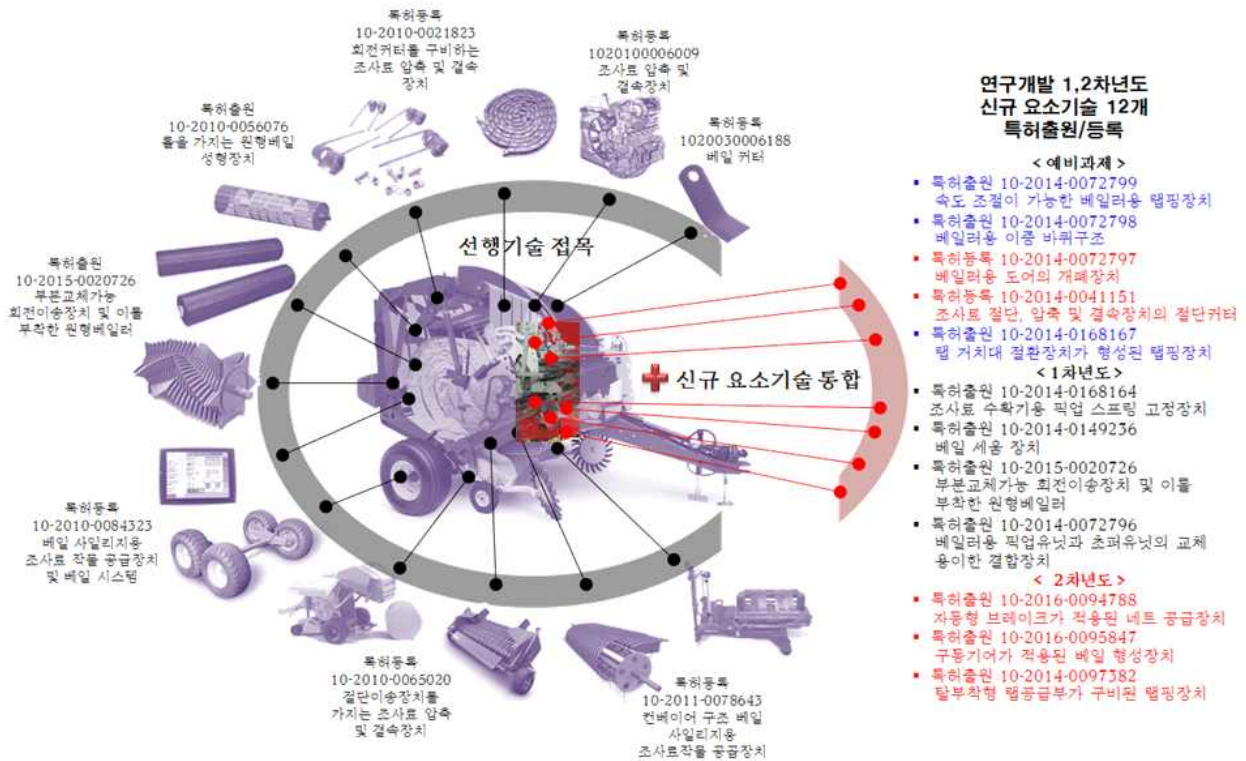 특허등록
10-2010-0021823
회전커터를 구비하는
조사료 압축 및 결속
장치
특허등록
1020100006009
조사료 압축 및
결속장치
특허등록
1020030006188
베일 커터
특허출원
10-2010-0056076
롤을 가지는 원형베일
성형장치
특허출원
10-2015-0020726
부분교체가능
회전이송장치 및 이를
부착한 원형베일러
특허등록
10-2010-0084323
베일 사일리지용
조사료 작물 공급장치
및 베일 시스템
특허등록
10-2010-0065020
절단이송장치를
가지는 조사료 압축
및 결속장치
특허등록
10-2011-0078643
컨베이어 구조 베일
사일리지용
조사료작물 공급장치
선행기술 접목
신규 요소기술 통합
연구개발 1,2차년도
신규 요소기술 12개
특허출원/등록
< 예비과제 >
▪ 특허출원 10-2014-0072799
속도 조절이 가능한 베일러용 랩핑장치
▪ 특허출원 10-2014-0072798
베일러용 이중 바퀴구조
▪ 특허등록 10-2014-0072797
베일러용 도어의 개폐장치
▪ 특허등록 10-2014-0041151
조사료 절단, 압축 및 결속장치의 절단커터
▪ 특허출원 10-2014-0168167
랩 거치대 절환장치가 형성된 랩핑장치
< 1차년도 >
▪ 특허출원 10-2014-0168164
조사료 수확기용 픽업 스프링 고정장치
▪ 특허출원 10-2014-0149236
베일 세움 장치
▪ 특허출원 10-2015-0020726
부분교체가능 회전이송장치 및 이를
부착한 원형베일러
▪ 특허출원 10-2014-0072796
베일러용 픽업유닛과 초퍼유닛의 교체
용이한 결합장치
< 2차년도 >
▪ 특허출원 10-2016-0094788
자동형 브레이크가 적용된 네트 공급장치
▪ 특허출원 10-2016-0095847
구동기어가 적용된 베일 형성장치
▪ 특허출원 10-2014-0097382
탈부착형 랩공급부가 구비된 랩핑장치